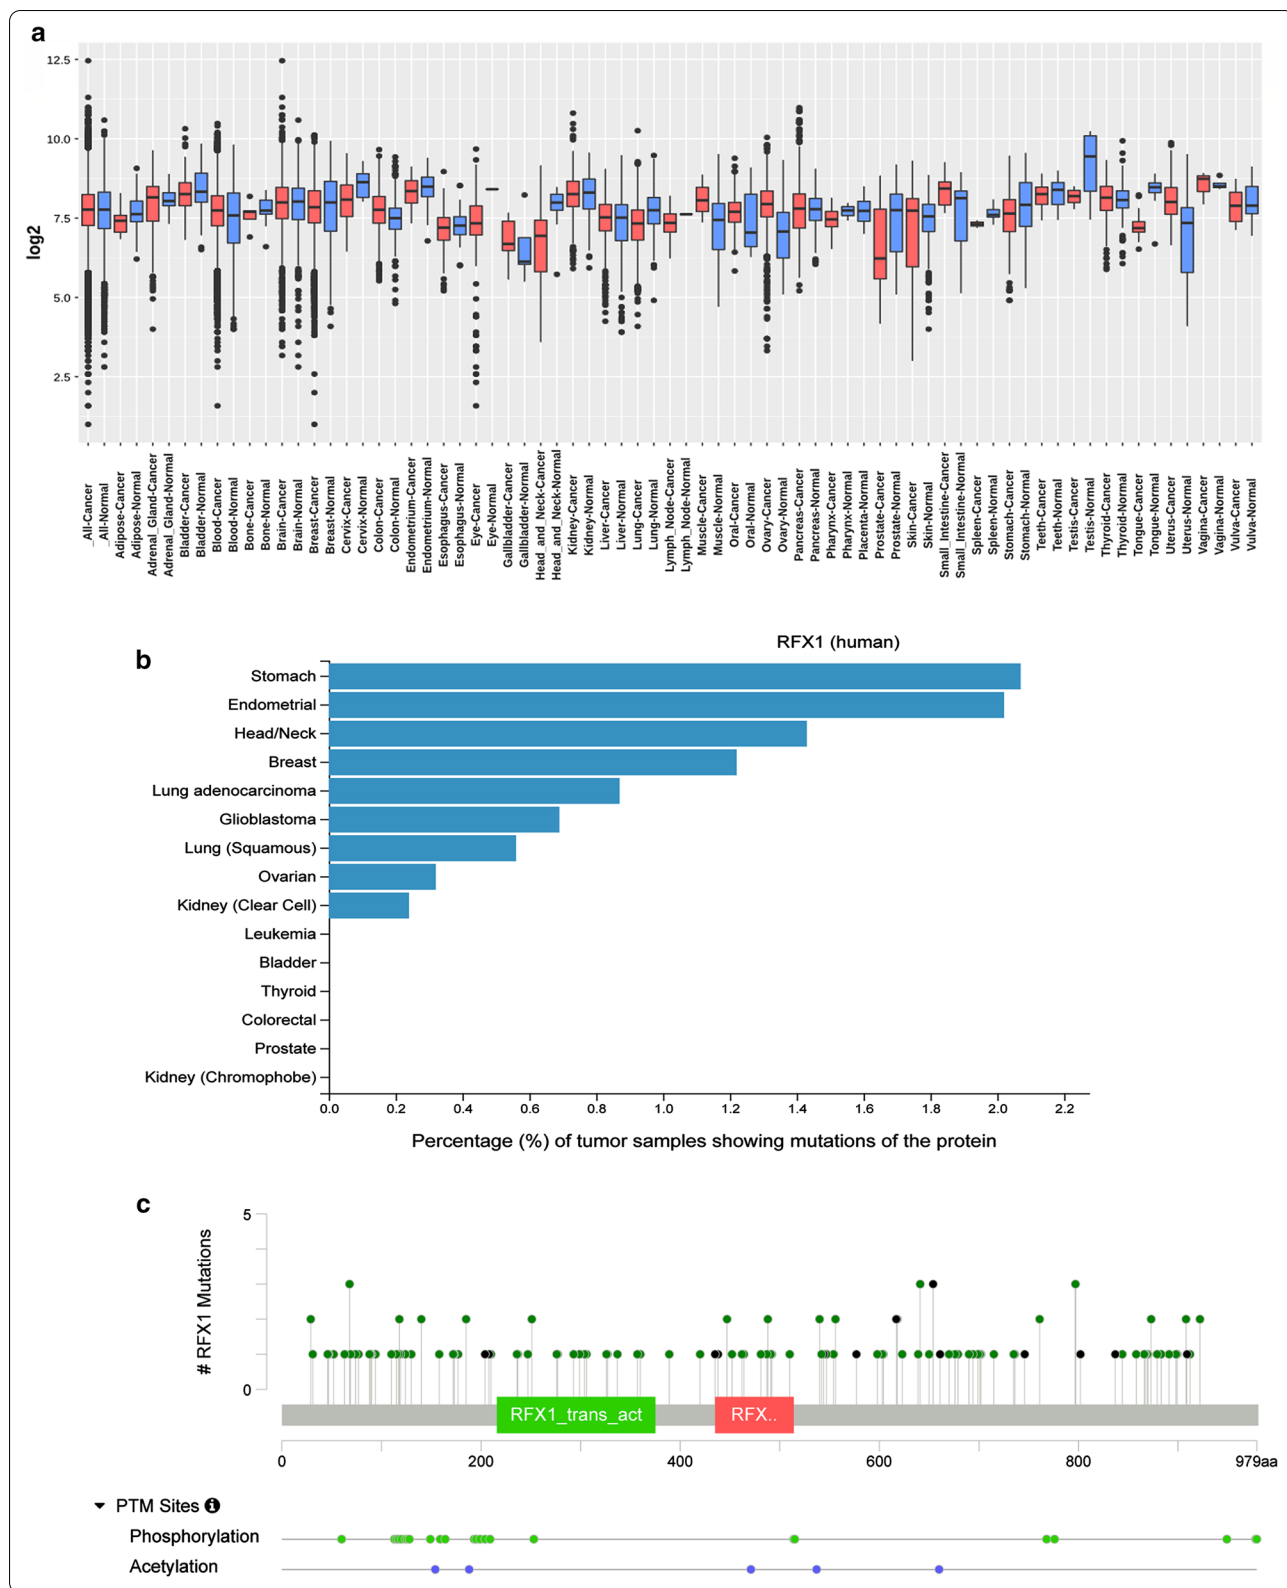 a
12.5
10.0
7.5
5.0
2.5
log2
_All-Cancer
_All-Normal
Adipose-Cancer
Adipose-Normal
Adrenal_Gland-Cancer
Adrenal_Gland-Normal
Bladder-Cancer
Bladder-Normal
Blood-Cancer
Blood-Normal
Bone-Cancer
Bone-Normal
Brain-Cancer
Brain-Normal
Breast-Cancer
Breast-Normal
Cervix-Cancer
Cervix-Normal
Colon-Cancer
Colon-Normal
Endometrium-Cancer
Endometrium-Normal
Esophagus-Cancer
Esophagus-Normal
Eye-Cancer
Eye-Normal
Gallbladder-Cancer
Gallbladder-Normal
Head_and_Neck-Cancer
Head_and_Neck-Normal
Kidney-Cancer
Kidney-Normal
Liver-Cancer
Liver-Normal
Lung-Cancer
Lung-Normal
Lymph_Node-Cancer
Lymph_Node-Normal
Muscle-Cancer
Muscle-Normal
Oral-Cancer
Oral-Normal
Ovary-Cancer
Ovary-Normal
Pancreas-Cancer
Pancreas-Normal
Pharynx-Cancer
Pharynx-Normal
Placenta-Normal
Prostate-Cancer
Prostate-Normal
Skin-Cancer
Skin-Normal
Small_Intestine-Cancer
Small_Intestine-Normal
Spleen-Cancer
Spleen-Normal
Stomach-Cancer
Stomach-Normal
Teeth-Cancer
Teeth-Normal
Testis-Cancer
Testis-Normal
Thyroid-Cancer
Thyroid-Normal
Tongue-Cancer
Tongue-Normal
Uterus-Cancer
Uterus-Normal
Vagina-Cancer
Vagina-Normal
Vulva-Cancer
Vulva-Normal
b
RFX1 (human)
Stomach
Endometrial
Head/Neck
Breast
Lung adenocarcinoma
Glioblastoma
Lung (Squamous)
Ovarian
Kidney (Clear Cell)
Leukemia
Bladder
Thyroid
Colorectal
Prostate
Kidney (Chromophobe)
0.0 0.2 0.4 0.6 0.8 1.0 1.2 1.4 1.6 1.8 2.0 2.2
Percentage (%) of tumor samples showing mutations of the protein
c
# RFX1 Mutations
5
0
RFX1_trans_act RFX..
0 200 400 600 800 979aa
PTM Sites
Phosphorylation
Acetylation